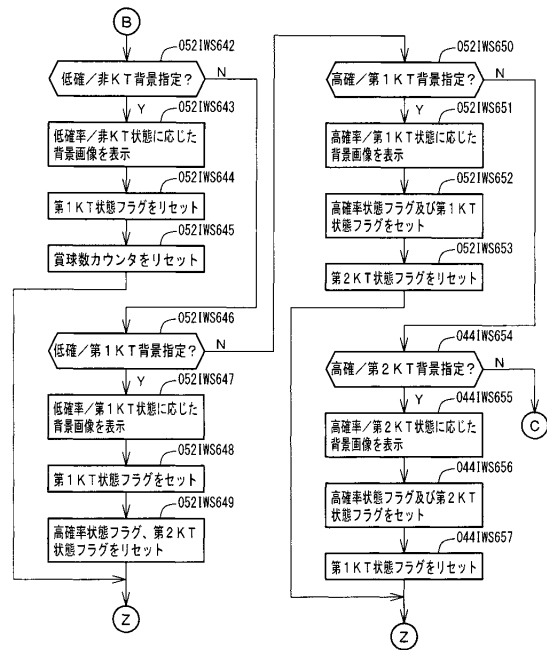 B
052IWS642
低確/非KT背景指定?
N
Y
052IWS643
低確率/非KT状態に応じた
背景画像を表示
052IWS644
第1KT状態フラグをリセット
052IWS645
賞球数カウンタをリセット
052IWS646
低確/第1KT背景指定?
N
Y
052IWS647
低確率/第1KT状態に応じた
背景画像を表示
052IWS648
第1KT状態フラグをセット
052IWS649
高確率状態フラグ、第2KT
状態フラグをリセット
Z
052IWS650
高確/第1KT背景指定?
N
Y
052IWS651
高確率/第1KT状態に応じた
背景画像を表示
052IWS652
高確率状態フラグ及び第1KT
状態フラグをセット
052IWS653
第2KT状態フラグをリセット
044IWS654
高確/第2KT背景指定?
N
Y
C
044IWS655
高確率/第2KT状態に応じた
背景画像を表示
044IWS656
高確率状態フラグ及び第2KT
状態フラグをセット
044IWS657
第1KT状態フラグをリセット
Z